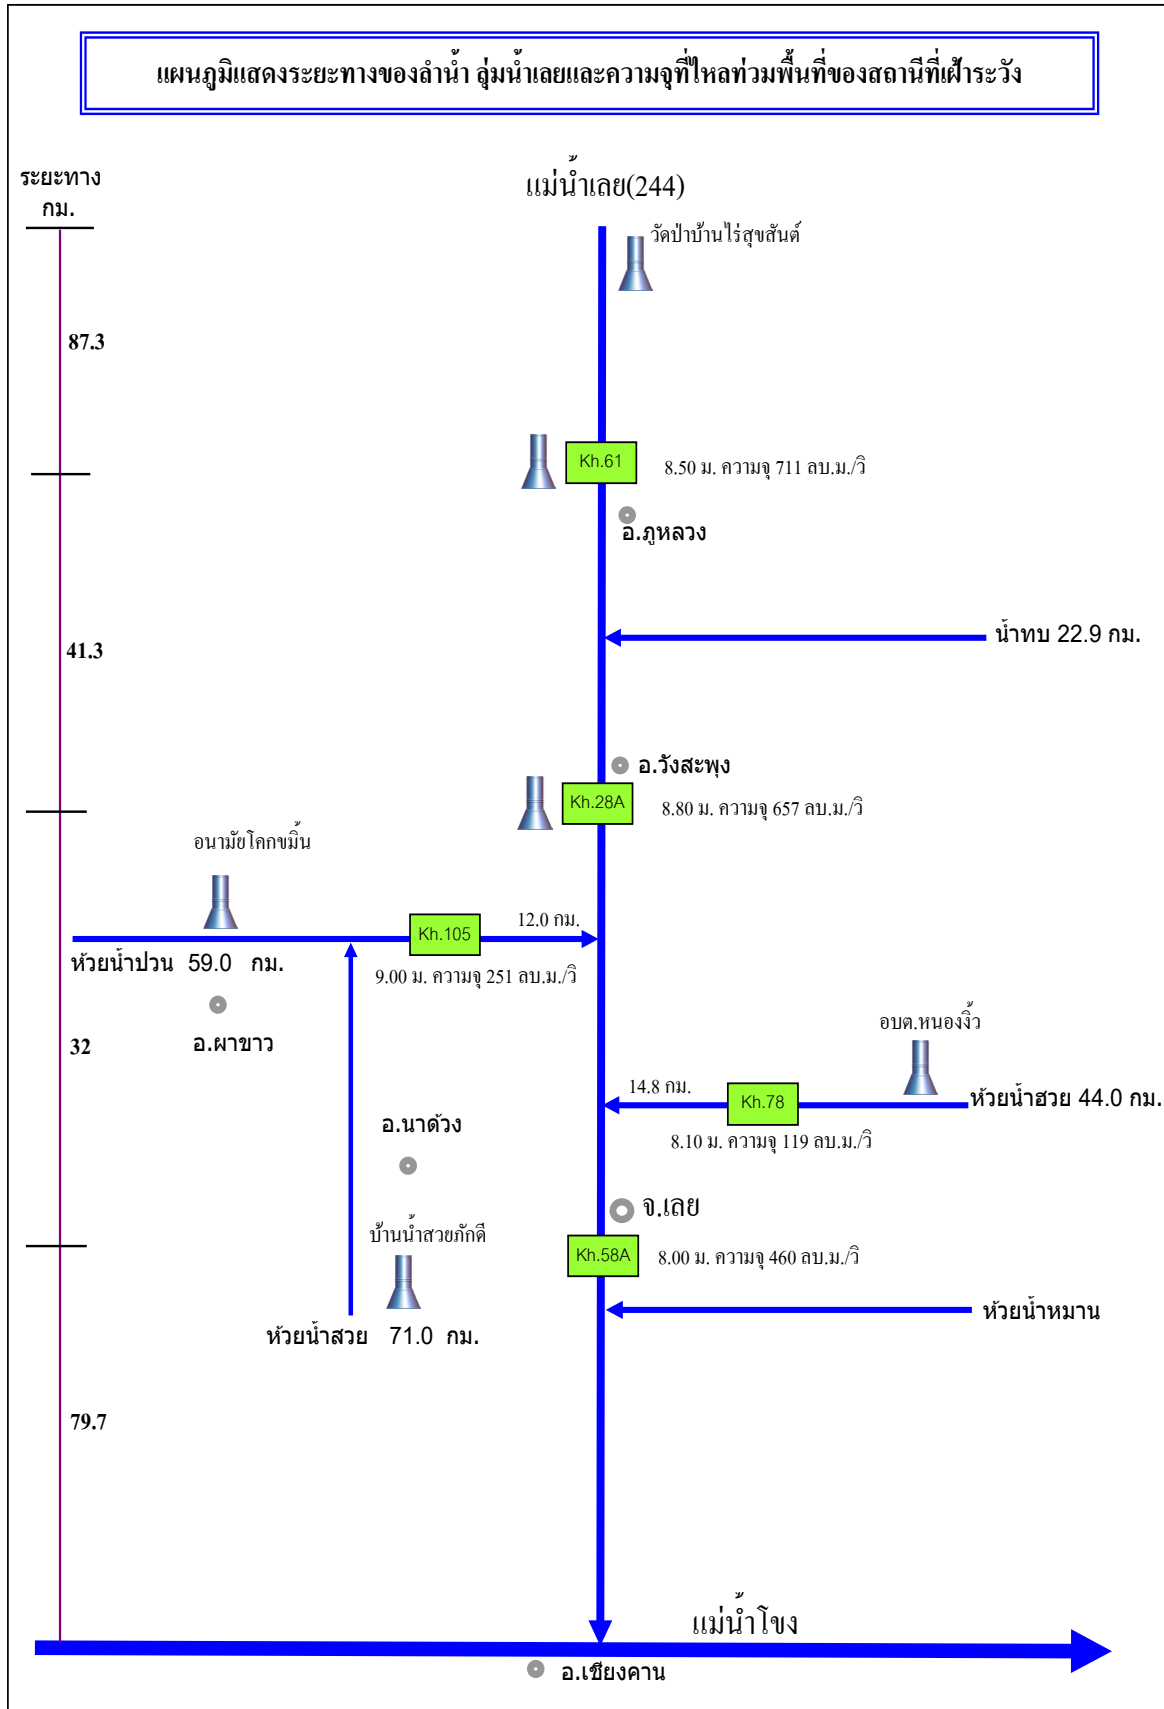 แผนภูมิแสดงระยะทางของลำน้ำ ลุ่มน้ำเลยและความจุที่ไหลท่วมพื้นที่ของสถานีที่เฝ้าระวัง
ระยะทาง
กม.
แม่น้ำเลย(244)
วัดป่าบ้านไร่สุขสันต์
87.3
Kh.61
8.50 ม. ความจุ 711 ลบ.ม./วิ
อ.ภูหลวง
น้ำทบ 22.9 กม.
41.3
อ.วังสะพุง
Kh.28A
8.80 ม. ความจุ 657 ลบ.ม./วิ
อนามัยโคกขมิ้น
Kh.105
12.0 กม.
ห้วยน้ำปวน 59.0 กม.
9.00 ม. ความจุ 251 ลบ.ม./วิ
อ.ผาขาว
32
อบต.หนองงิ้ว
14.8 กม.
Kh.78
ห้วยน้ำฮวย 44.0 กม.
8.10 ม. ความจุ 119 ลบ.ม./วิ
อ.นาด้วง
จ.เลย
บ้านน้ำสวยภักดี
Kh.58A
8.00 ม. ความจุ 460 ลบ.ม./วิ
ห้วยน้ำหมาน
ห้วยน้ำสวย 71.0 กม.
79.7
แม่น้ำโขง
อ.เชียงคาน